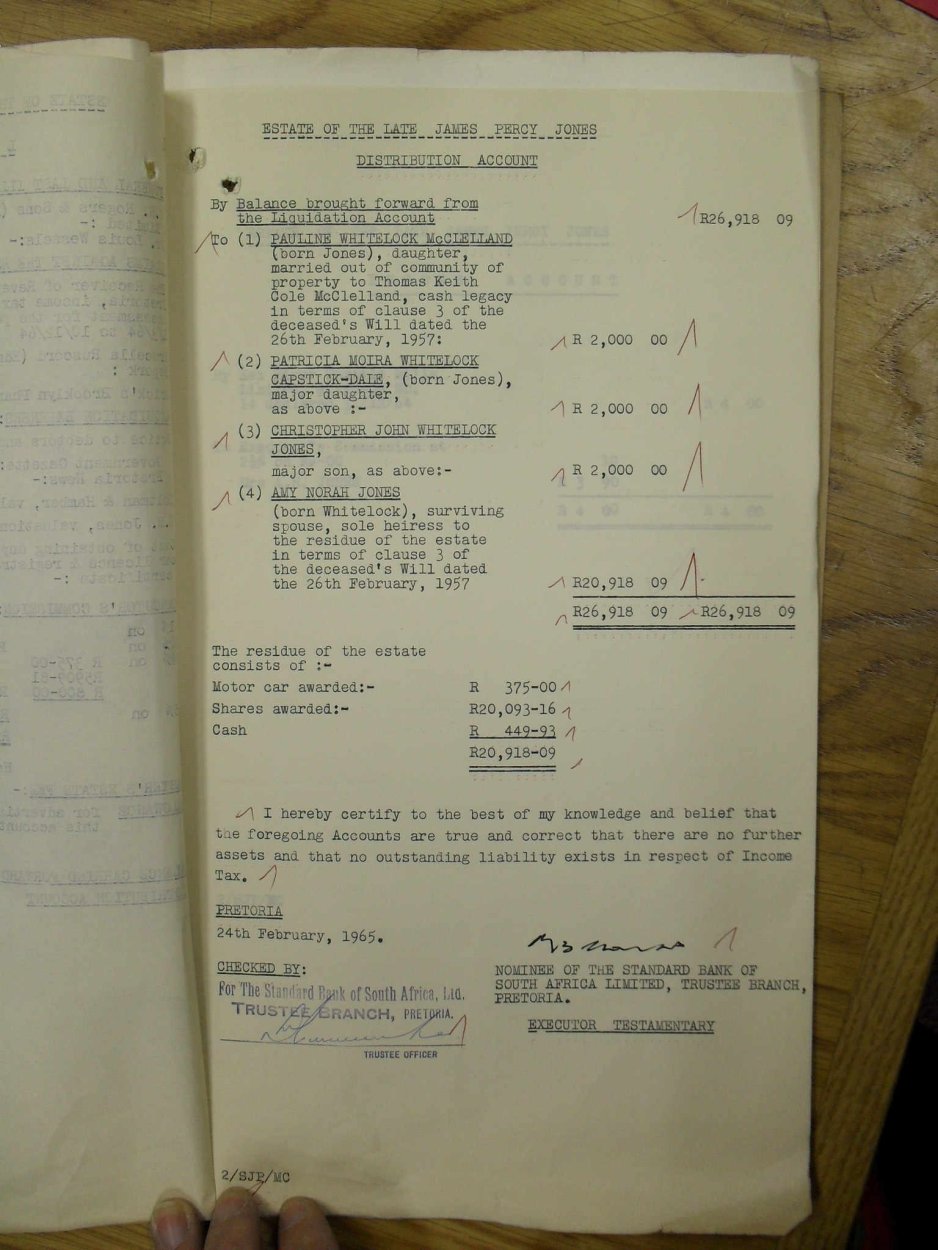 ESTATE OF THE LATE JAMES PERCY JONES
DISTRIBUTION ACCOUNT
By Balance brought forward from
the Liquidation Account R26,918 09
To (1) PAULINE WHITELOCK McCLELLAND
(born Jones), daughter,
married out of community of
property to Thomas Keith
Cole McClelland, cash legacy
in terms of clause 3 of the
deceased's Will dated the
26th February, 1957: R 2,000 00
(2) PATRICIA MOIRA WHITELOCK
CAPSTICK-DALE, (born Jones),
major daughter,
as above :- R 2,000 00
(3) CHRISTOPHER JOHN WHITELOCK
JONES,
major son, as above:- R 2,000 00
(4) AMY NORAH JONES
(born Whitelock), surviving
spouse, sole heiress to
the residue of the estate
in terms of clause 3 of
the deceased's Will dated
the 26th February, 1957 R20,918 09
R26,918 09 R26,918 09
The residue of the estate
consists of :-
Motor car awarded:- R 375-00
Shares awarded:- R20,093-16
Cash R 449-93
R20,918-09
I hereby certify to the best of my knowledge and belief that
the foregoing Accounts are true and correct that there are no further
assets and that no outstanding liability exists in respect of Income
Tax.
PRETORIA
24th February, 1965.
CHECKED BY:
For The Standard Bank of South Africa, Ltd.
TRUSTEE BRANCH, PRETORIA.
TRUSTEE OFFICER
NOMINEE OF THE STANDARD BANK OF
SOUTH AFRICA LIMITED, TRUSTEE BRANCH,
PRETORIA.
EXECUTOR TESTAMENTARY
2/SJP/MC